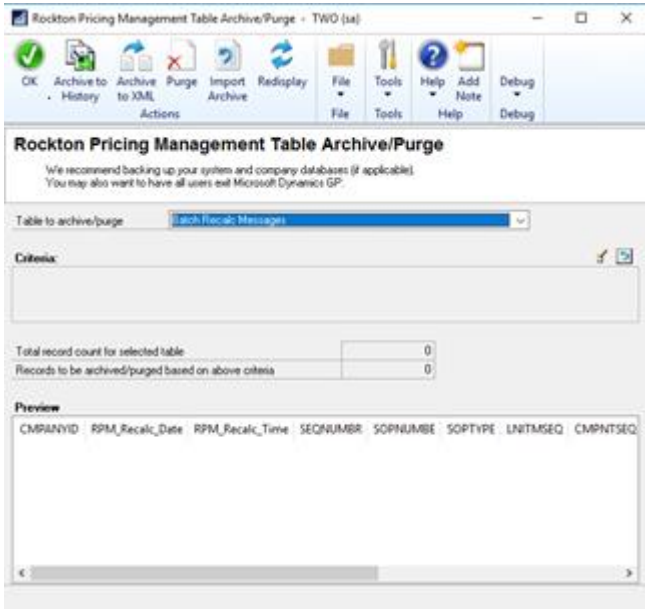 Rockton Pricing Management Table Archive/Purge - TWO (sa)
OK Archive to History Archive to XML Purge Import Archive Redisplay File Tools Help Add Note Debug
Actions File Tools Help Debug
Rockton Pricing Management Table Archive/Purge
We recommend backing up your system and company databases (if applicable).
You may also want to have all users exit Microsoft Dynamics GP.
Table to archive/purge Batch Recalc Messages
Criteria:
Total record count for selected table 0
Records to be archived/purged based on above criteria 0
Preview
CMPANYID RPM_Recalc_Date RPM_Recalc_Time SEQNUMBR SOPNUMBE SOPTYPE LNITMSEQ CMPNTSEQ